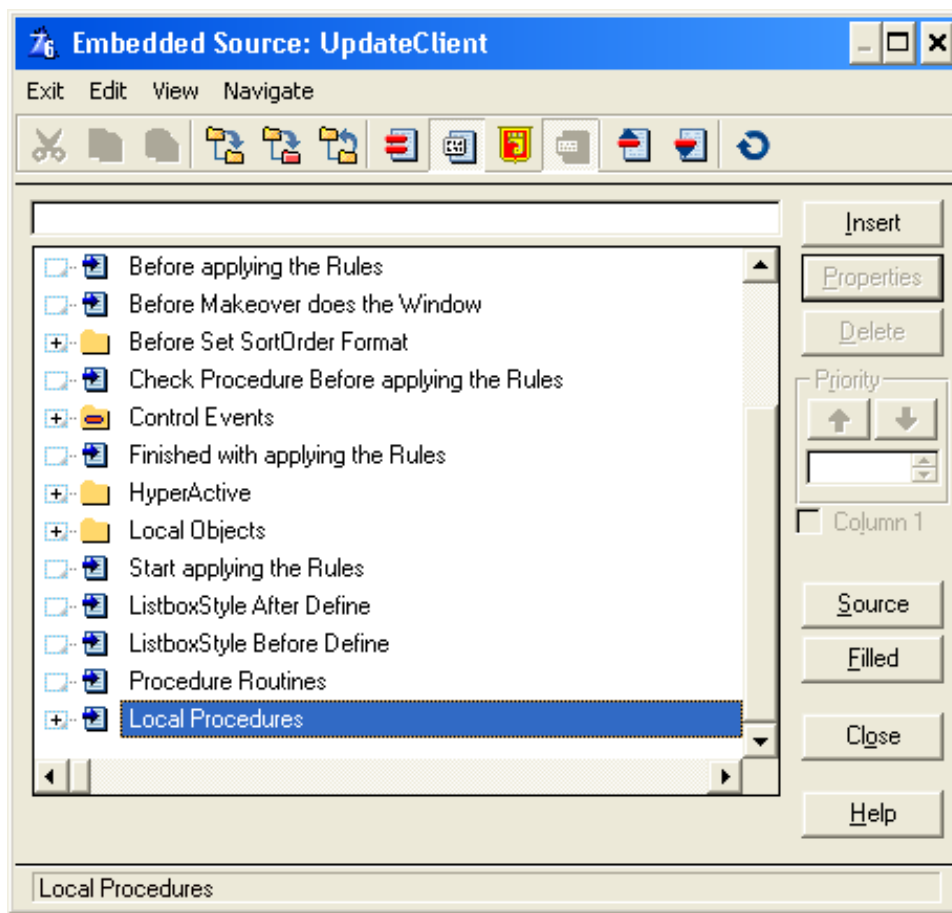 Embedded Source: UpdateClient
Exit Edit View Navigate
Insert
Before applying the Rules
Properties
Before Makeover does the Window
Delete
Before Set SortOrder Format
Check Procedure Before applying the Rules
Priority
Control Events
Finished with applying the Rules
HyperActive
Local Objects
Column 1
Start applying the Rules
ListboxStyle After Define
Source
ListboxStyle Before Define
Filled
Procedure Routines
Local Procedures
Close
Help
Local Procedures